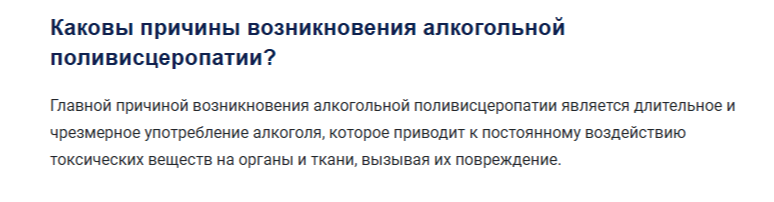 Каковы причины возникновения алкогольной
поливисцеропатии?
Главной причиной возникновения алкогольной поливисцеропатии является длительное и
чрезмерное употребление алкоголя, которое приводит к постоянному воздействию
токсических веществ на органы и ткани, вызывая их повреждение.